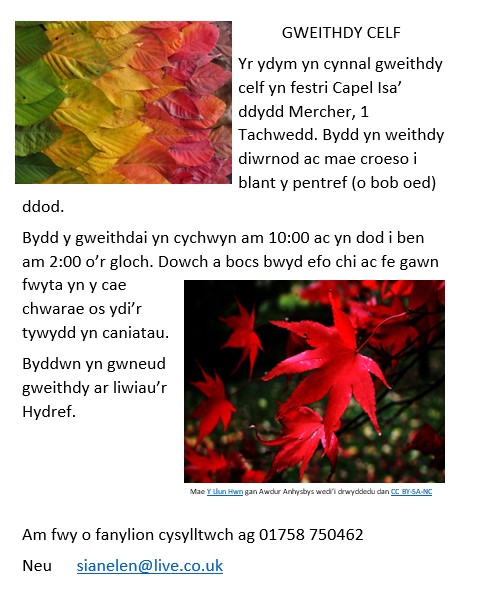 GWEITHDY CELF
Yr ydym yn cynnal gweithdy
celf yn festri Capel Isa’
ddydd Mercher, 1
Tachwedd. Bydd yn weithdy
diwrnod ac mae croeso i
blant y pentref (o bob oed)
ddod.
Bydd y gweithdai yn cychwyn am 10:00 ac yn dod i ben
am 2:00 o’r gloch. Dowch a bocs bwyd efo chi ac fe gawn
fwyta yn y cae
chwarae os ydi’r
tywydd yn caniatau.
Byddwn yn gwneud
gweithdy ar liwiau’r
Hydref.
Mae Y Llun Hwn gan Awdur Anhysbys wedi’i drwyddedu dan CC BY-SA-NC
Am fwy o fanylion cysylltwch ag 01758 750462
Neu sianelen@live.co.uk